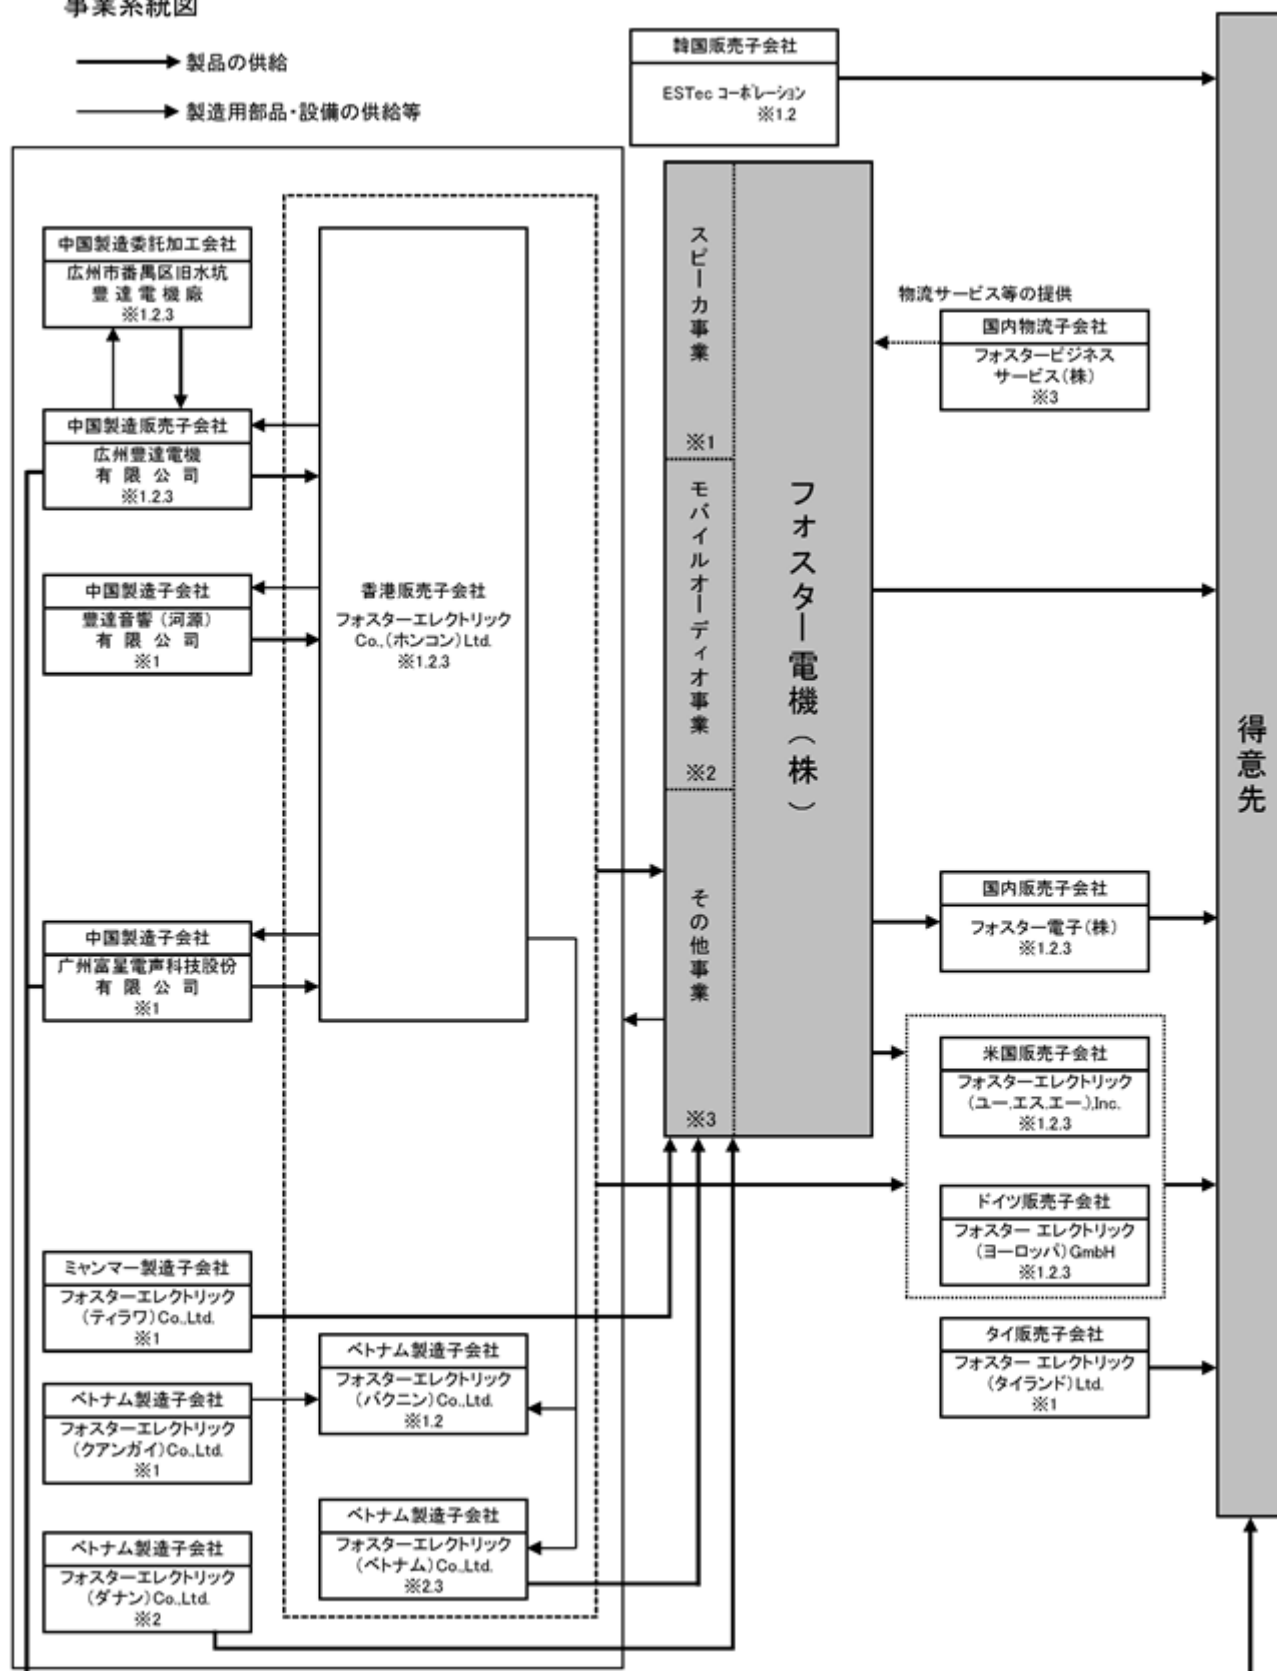 事業系統図
製品の供給
製造用部品・設備の供給等
韓国販売子会社
ESTec コーポレーション
※1.2
中国製造委託加工会社
広州市番禺区旧水坑
豊達電機廠
※1.2.3
中国製造販売子会社
広州豊達電機
有限公司
※1.2.3
中国製造子会社
豊達音響(河源)
有限公司
※1
中国製造子会社
广州富星電声科技股份
有限公司
※1
ミャンマー製造子会社
フォスターエレクトリック
(ティラワ)Co.,Ltd.
※1
ベトナム製造子会社
フォスターエレクトリック
(クアンガイ)Co.,Ltd.
※1
ベトナム製造子会社
フォスターエレクトリック
(ダナン)Co.,Ltd.
※2
香港販売子会社
フォスターエレクトリック
Co.,(ホンコン)Ltd.
※1.2.3
ベトナム製造子会社
フォスターエレクトリック
(バクニン)Co.,Ltd.
※1.2
ベトナム製造子会社
フォスターエレクトリック
(ベトナム)Co.,Ltd.
※2.3
スピーカ事業
※1
モバイルオーディオ事業
※2
その他事業
※3
フォスター電機(株)
物流サービス等の提供
国内物流子会社
フォスタービジネス
サービス(株)
※3
国内販売子会社
フォスター電子(株)
※1.2.3
米国販売子会社
フォスターエレクトリック
(ユー.エス.エー.),Inc.
※1.2.3
ドイツ販売子会社
フォスター エレクトリック
(ヨーロッパ)GmbH
※1.2.3
タイ販売子会社
フォスター エレクトリック
(タイランド)Ltd.
※1
得意先